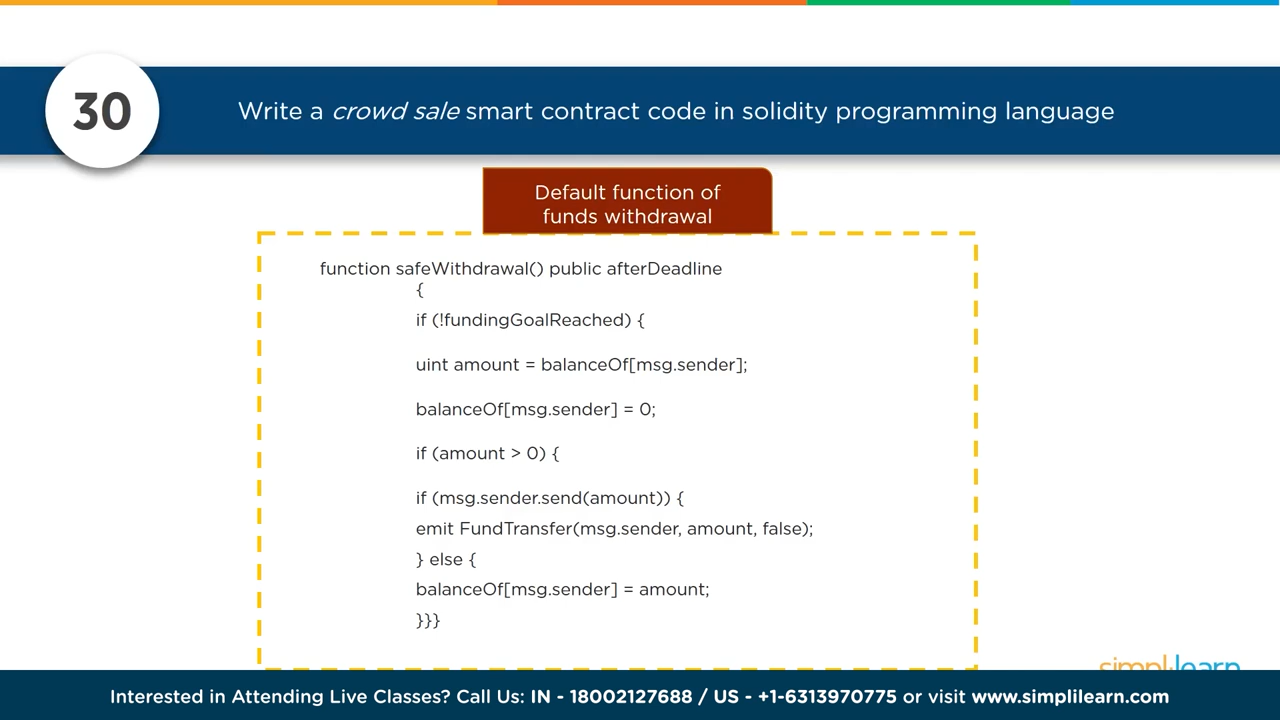 30
Write a crowd sale smart contract code in solidity programming language
Default function of
funds withdrawal
function safeWithdrawal() public afterDeadline
{
if (!fundingGoalReached) {
uint amount = balanceOf[msg.sender];
balanceOf[msg.sender] = 0;
if (amount > 0) {
if (msg.sender.send(amount)) {
emit FundTransfer(msg.sender, amount, false);
} else {
balanceOf[msg.sender] = amount;
}}}
simplilearn
Interested in Attending Live Classes? Call Us: IN - 18002127688 / US - +1-6313970775 or visit www.simplilearn.com